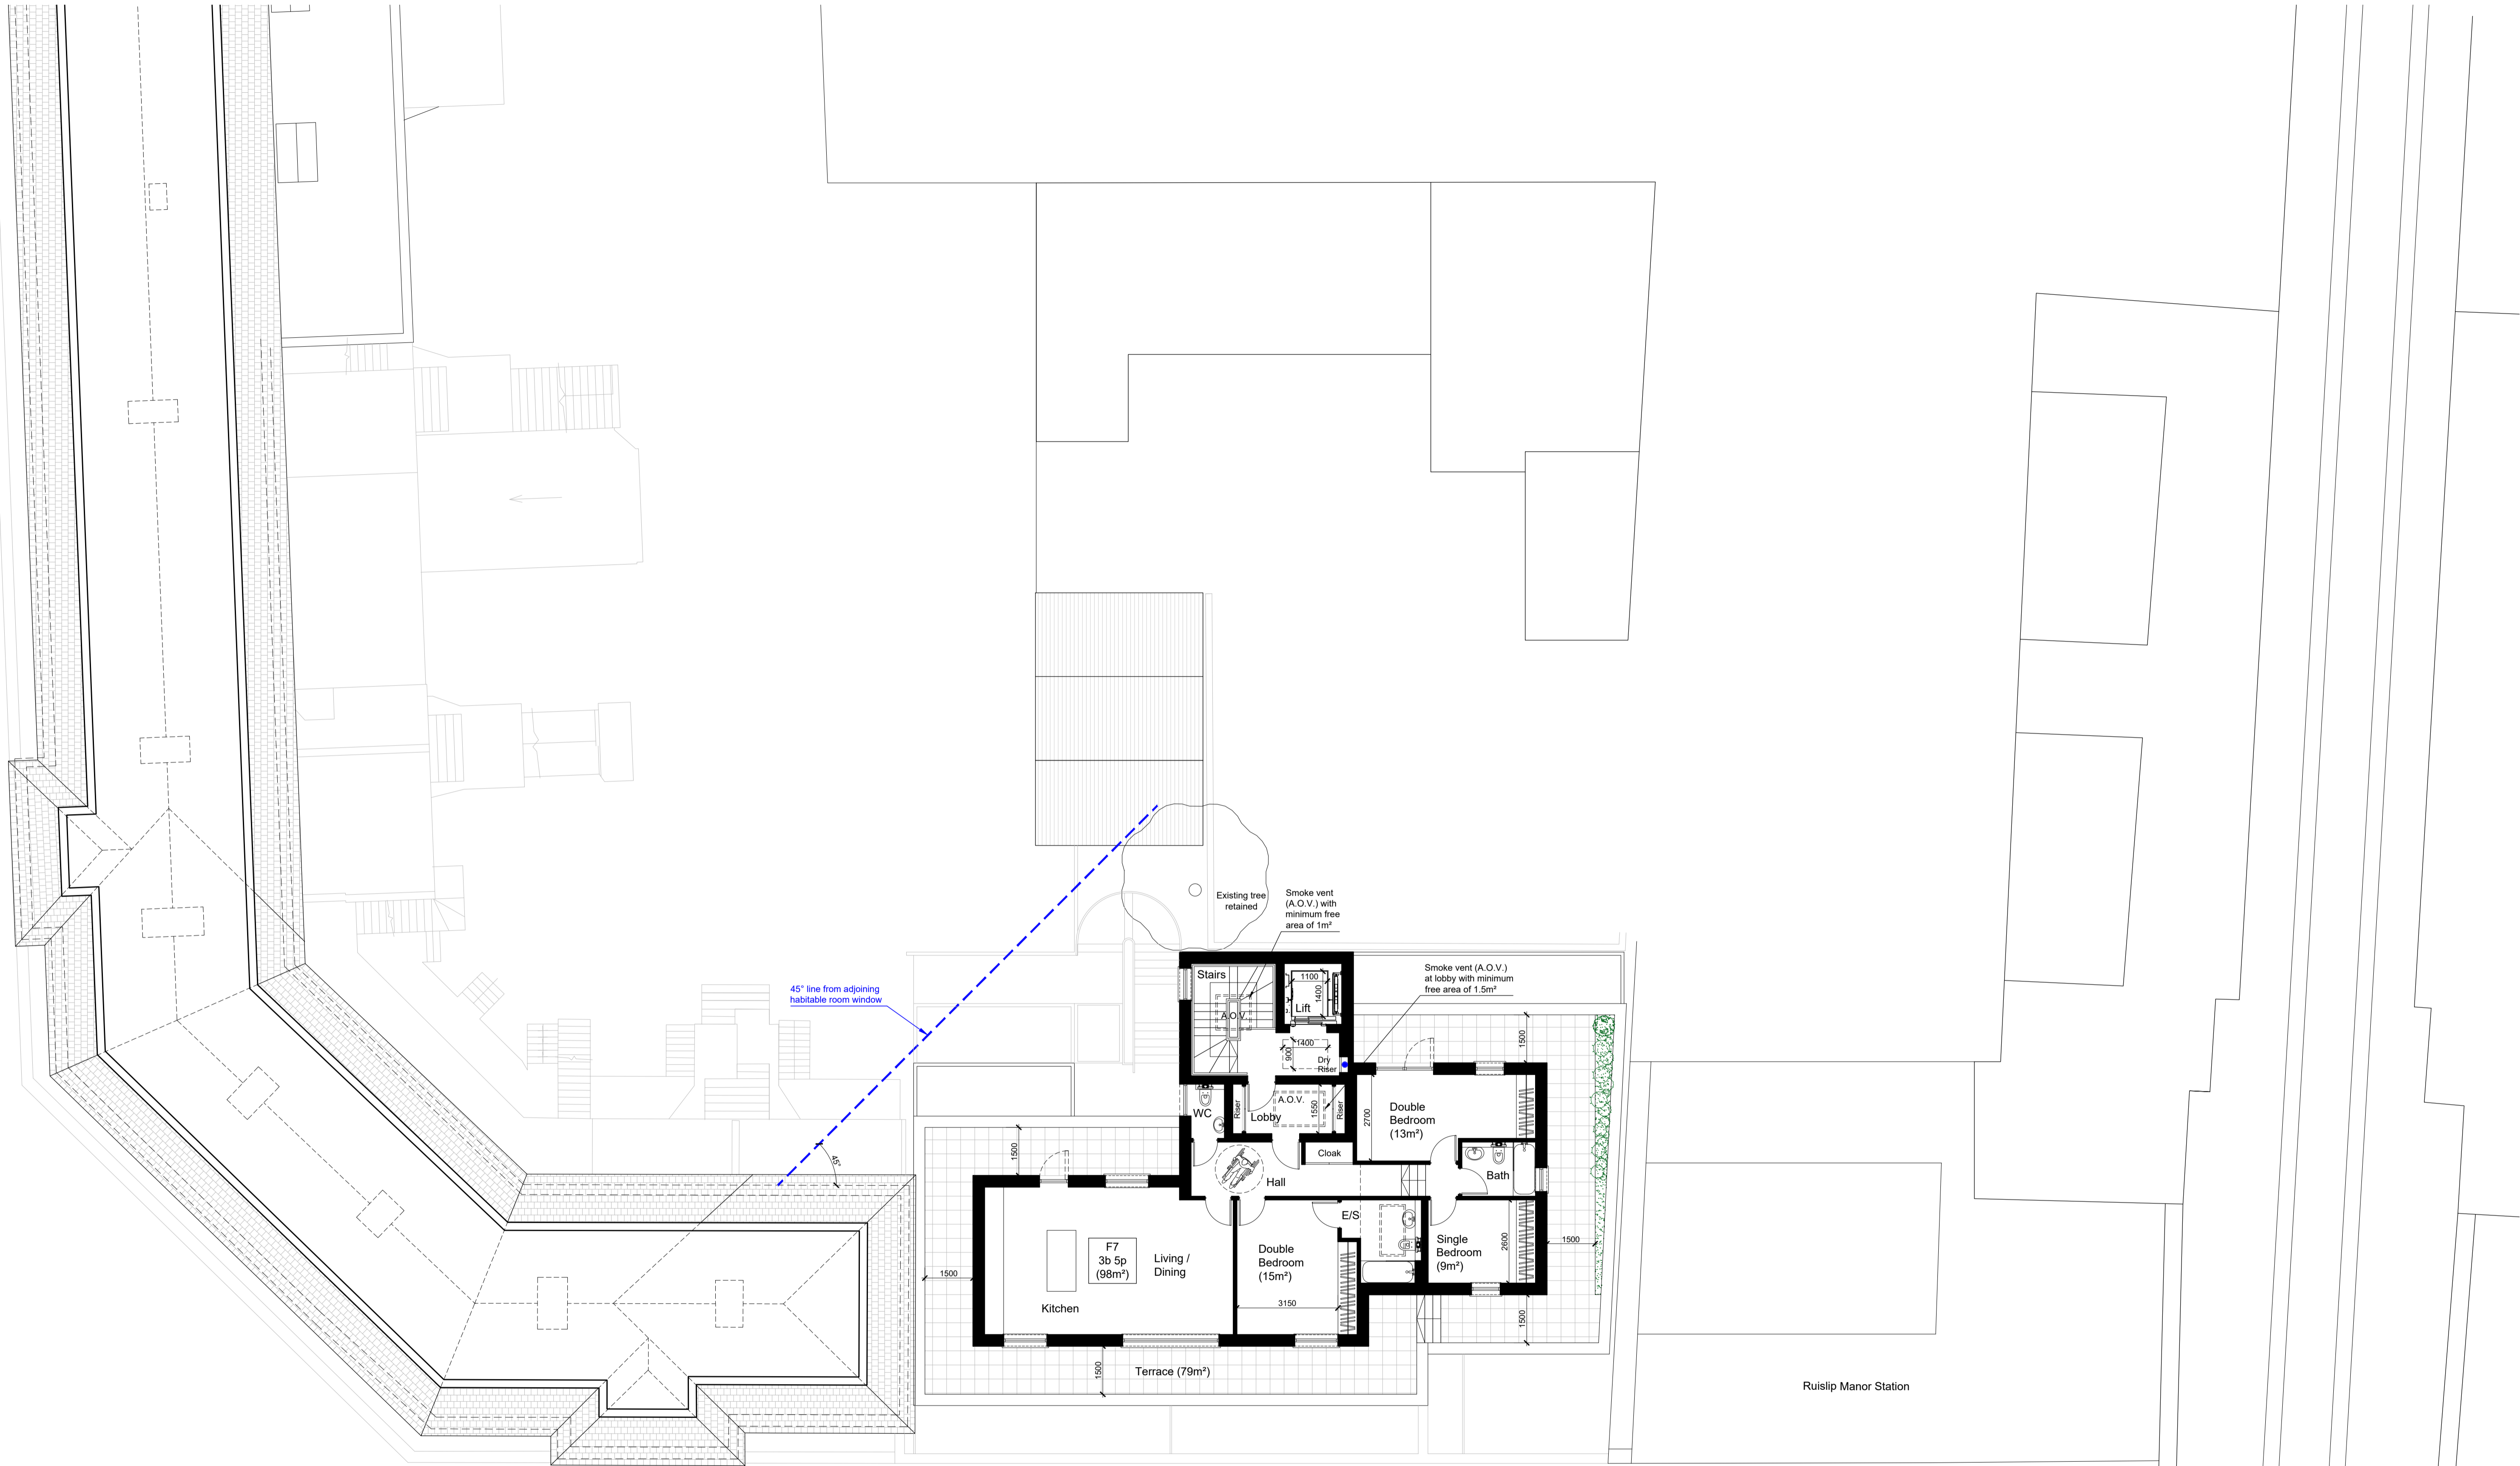 Existing tree
retained
Smoke vent
(A.O.V.) with
minimum free
area of 1m²
45° line from adjoining
habitable room window
45°
Stairs
A.O.V.
1100
1400
Lift
1400
900
Dry
Riser
Smoke vent (A.O.V.)
at lobby with minimum
free area of 1.5m²
1500
WC
Riser
Lobby
A.O.V.
1550
Riser
2700
Double
Bedroom
(13m²)
1500
Cloak
Hall
Bath
E/S
F7
3b 5p
(98m²)
Living /
Dining
Kitchen
Double
Bedroom
(15m²)
3150
Single
Bedroom
(9m²)
2600
1500
1500
1500
1500
Terrace (79m²)
Ruislip Manor Station